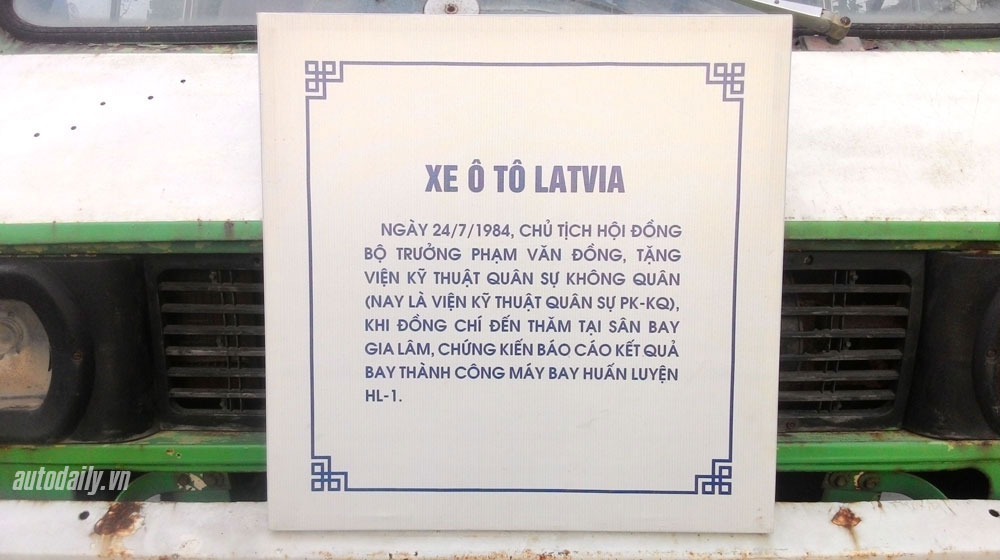 XE Ô TÔ LATVIA
NGÀY 24/7/1984, CHỦ TỊCH HỘI ĐỒNG
BỘ TRƯỞNG PHẠM VĂN ĐỒNG, TẶNG
VIỆN KỸ THUẬT QUÂN SỰ KHÔNG QUÂN
(NAY LÀ VIỆN KỸ THUẬT QUÂN SỰ PK-KQ),
KHI ĐỒNG CHÍ ĐẾN THĂM TẠI SÂN BAY
GIA LÂM, CHỨNG KIẾN BÁO CÁO KẾT QUẢ
BAY THÀNH CÔNG MÁY BAY HUẤN LUYỆN
HL-1.
autodaily.vn